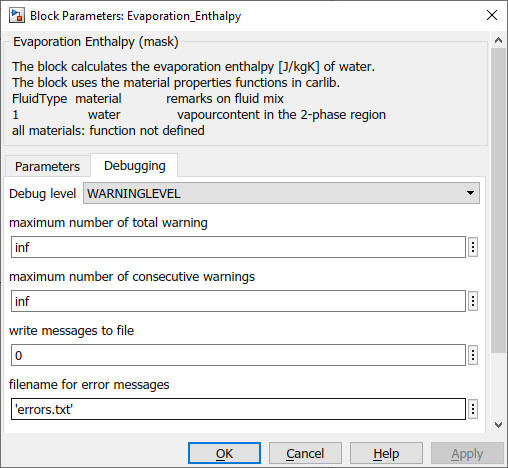 Block Parameters: Evaporation_Enthalpy
Evaporation Enthalpy (mask)
The block calculates the evaporation enthalpy [J/kgK] of water.
The block uses the material properties functions in carlib.
FluidType material remarks on fluid mix
1 water vapourcontent in the 2-phase region
all materials: function not defined
Parameters Debugging
Debug level WARNINGLEVEL
maximum number of total warning
inf
maximum number of consecutive warnings
inf
write messages to file
0
filename for error messages
'errors.txt'
OK Cancel Help Apply